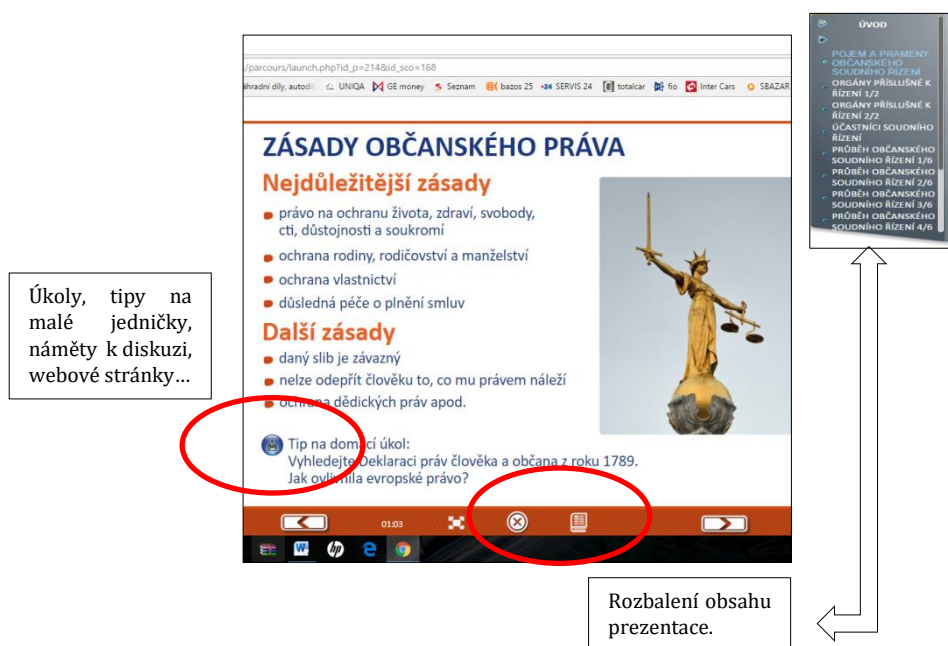 ÚVOD
POJEM A PRAMENY
OBČANSKÉHO
SOUDNÍHO ŘÍZENÍ
ORGÁNY PŘÍSLUŠNÉ K
ŘÍZENÍ 1/2
ORGÁNY PŘÍSLUŠNÉ K
ŘÍZENÍ 2/2
ÚČASTNÍCI SOUDNÍHO
ŘÍZENÍ
PRŮBĚH OBČANSKÉHO
SOUDNÍHO ŘÍZENÍ 1/6
PRŮBĚH OBČANSKÉHO
SOUDNÍHO ŘÍZENÍ 2/6
PRŮBĚH OBČANSKÉHO
SOUDNÍHO ŘÍZENÍ 3/6
PRŮBĚH OBČANSKÉHO
SOUDNÍHO ŘÍZENÍ 4/6
/parcours/launch.php?id_p=2148&id_sco=168
áhradní díly, autodíl UNIQA GE money Seznam bazos 25 SERVIS 24 totalcar fio Inter Cars SBAZAR
ZÁSADY OBČANSKÉHO PRÁVA
Nejdůležitější zásady
právo na ochranu života, zdraví, svobody,
cti, důstojnosti a soukromí
ochrana rodiny, rodičovství a manželství
ochrana vlastnictví
důsledná péče o plnění smluv
Další zásady
daný slib je závazný
nelze odepřít člověku to, co mu právem náleží
ochrana dědických práv apod.
Tip na domácí úkol:
Vyhledejte Deklaraci práv člověka a občana z roku 1789.
Jak ovlivnila evropské právo?
01:03
Úkoly, tipy na
malé jedničky,
náměty k diskuzi,
webové stránky…
Rozbalení obsahu
prezentace.